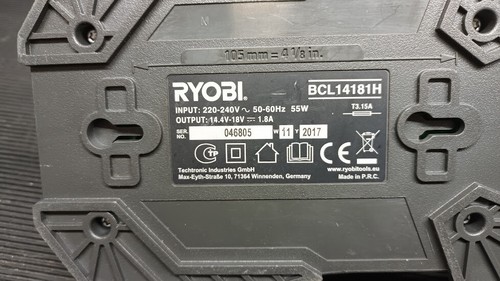 N
105 mm = 4 1/8 in.
RYOBI.
BCL14181H
INPUT: 220-240V ~ 50-60Hz 55W
T3.15A
OUTPUT: 14.4V-18V ⎓ 1.8A
SER. NO. 046805 W 11 Y 2017
CE
Techtronic Industries GmbH
Max-Eyth-Straße 10, 71364 Winnenden, Germany
www.ryobitools.eu
Made in P.R.C.